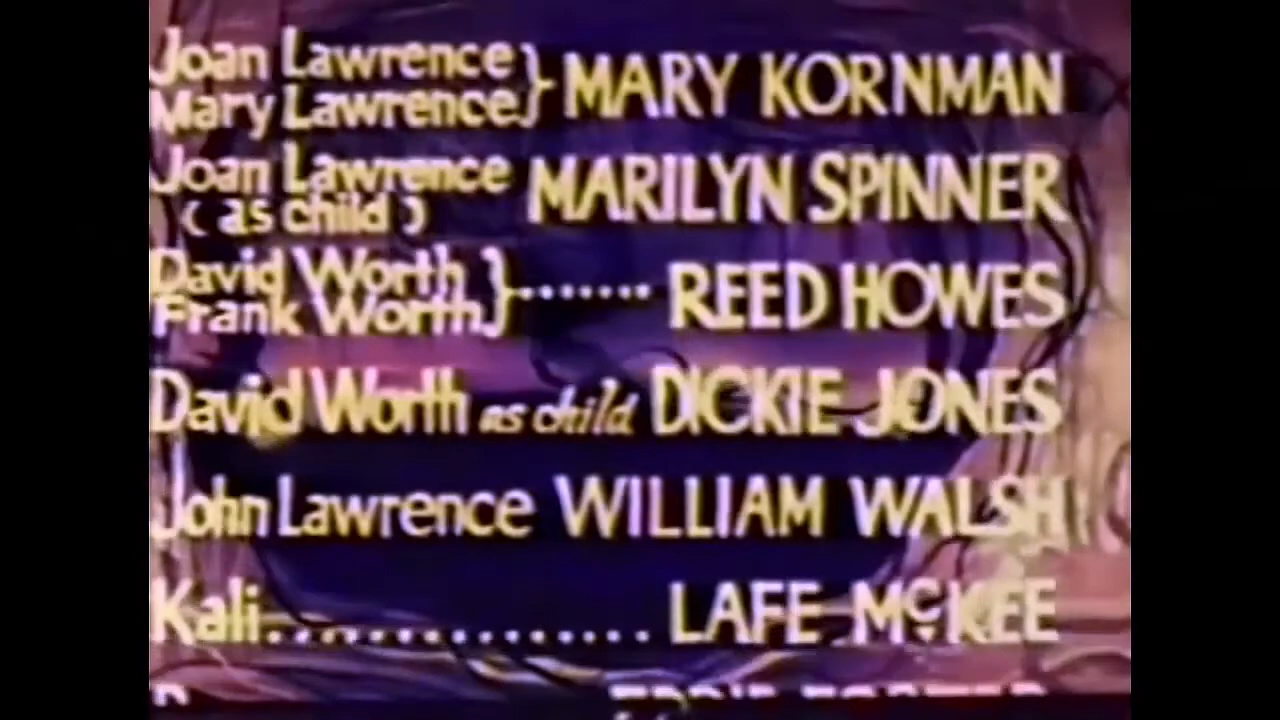 Joan Lawrence
Mary Lawrence } MARY KORNMAN
Joan Lawrence
( as child ) MARILYN SPINNER
David Worth
Frank Worth }....... REED HOWES
David Worth as child DICKIE JONES
John Lawrence WILLIAM WALSH
Kali................ LAFE McKEE